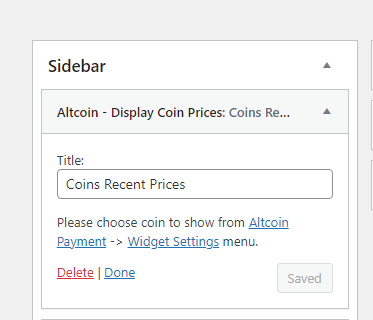 Sidebar
Altcoin - Display Coin Prices: Coins Re...
Title:
Coins Recent Prices
Please choose coin to show from Altcoin
Payment -> Widget Settings menu.
Delete | Done
Saved